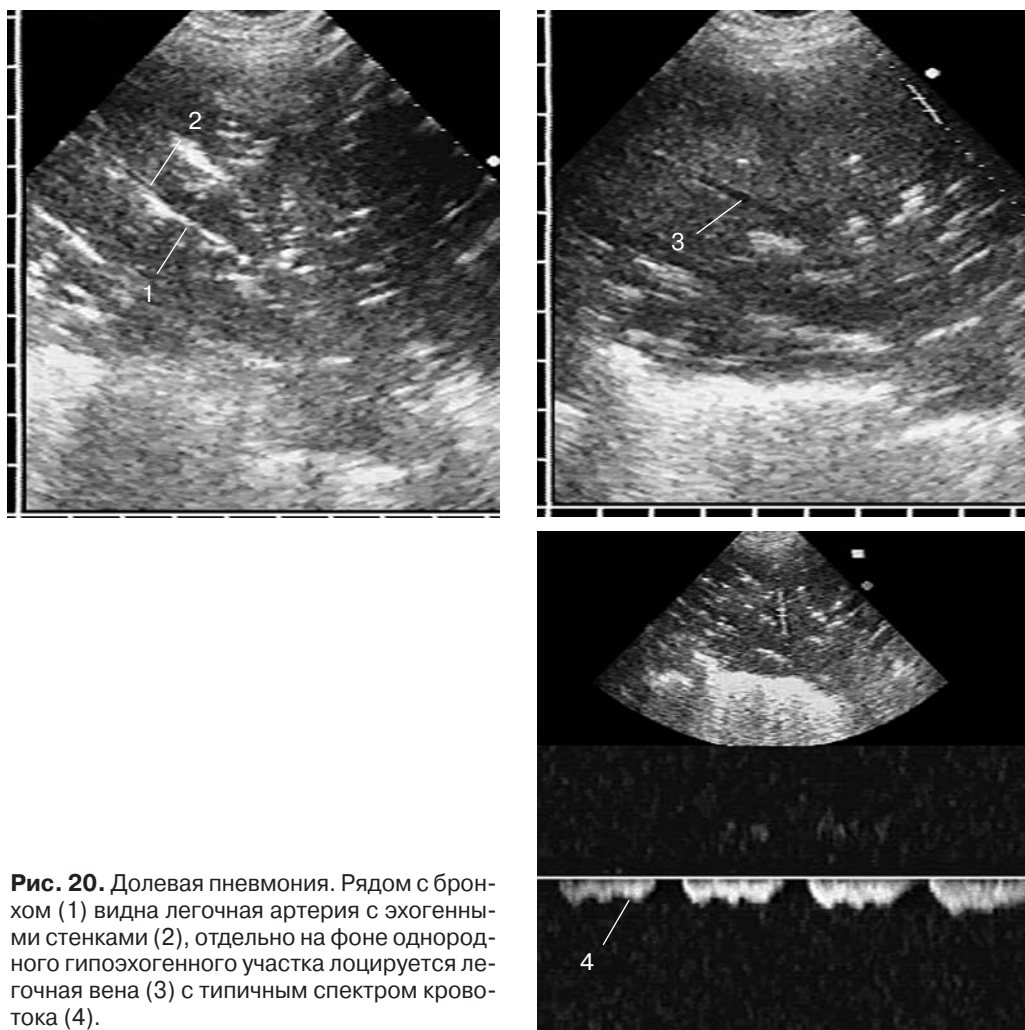 2
1
3
4
Рис. 20. Долевая пневмония. Рядом с брон-
хом (1) видна легочная артерия с эхогенны-
ми стенками (2), отдельно на фоне однород-
ного гипоэхогенного участка лоцируется ле-
гочная вена (3) с типичным спектром крово-
тока (4).